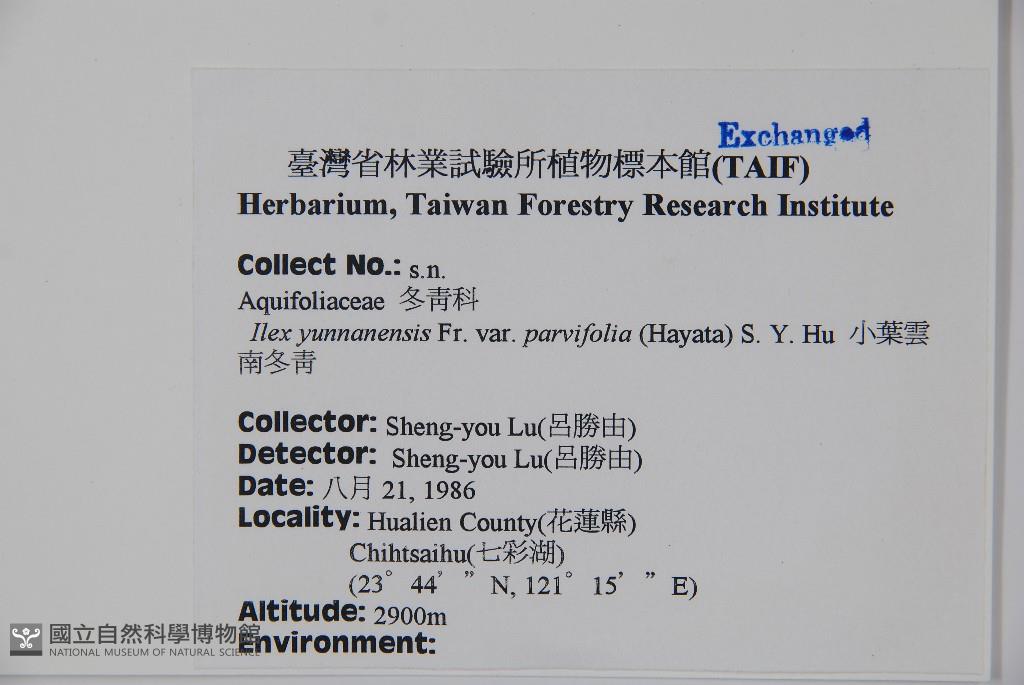 Exchanged
臺灣省林業試驗所植物標本館(TAIF)
Herbarium, Taiwan Forestry Research Institute
Collect No.: s.n.
Aquifoliaceae 冬青科
Ilex yunnanensis Fr. var. parvifolia (Hayata) S. Y. Hu 小葉雲
南冬青
Collector: Sheng-you Lu(呂勝由)
Detector: Sheng-you Lu(呂勝由)
Date: 八月 21, 1986
Locality: Hualien County(花蓮縣)
Chihtsaihu(七彩湖)
(23° 44' ” N, 121° 15' ” E)
Altitude: 2900m
Environment:
國立自然科學博物館
NATIONAL MUSEUM OF NATURAL SCIENCE